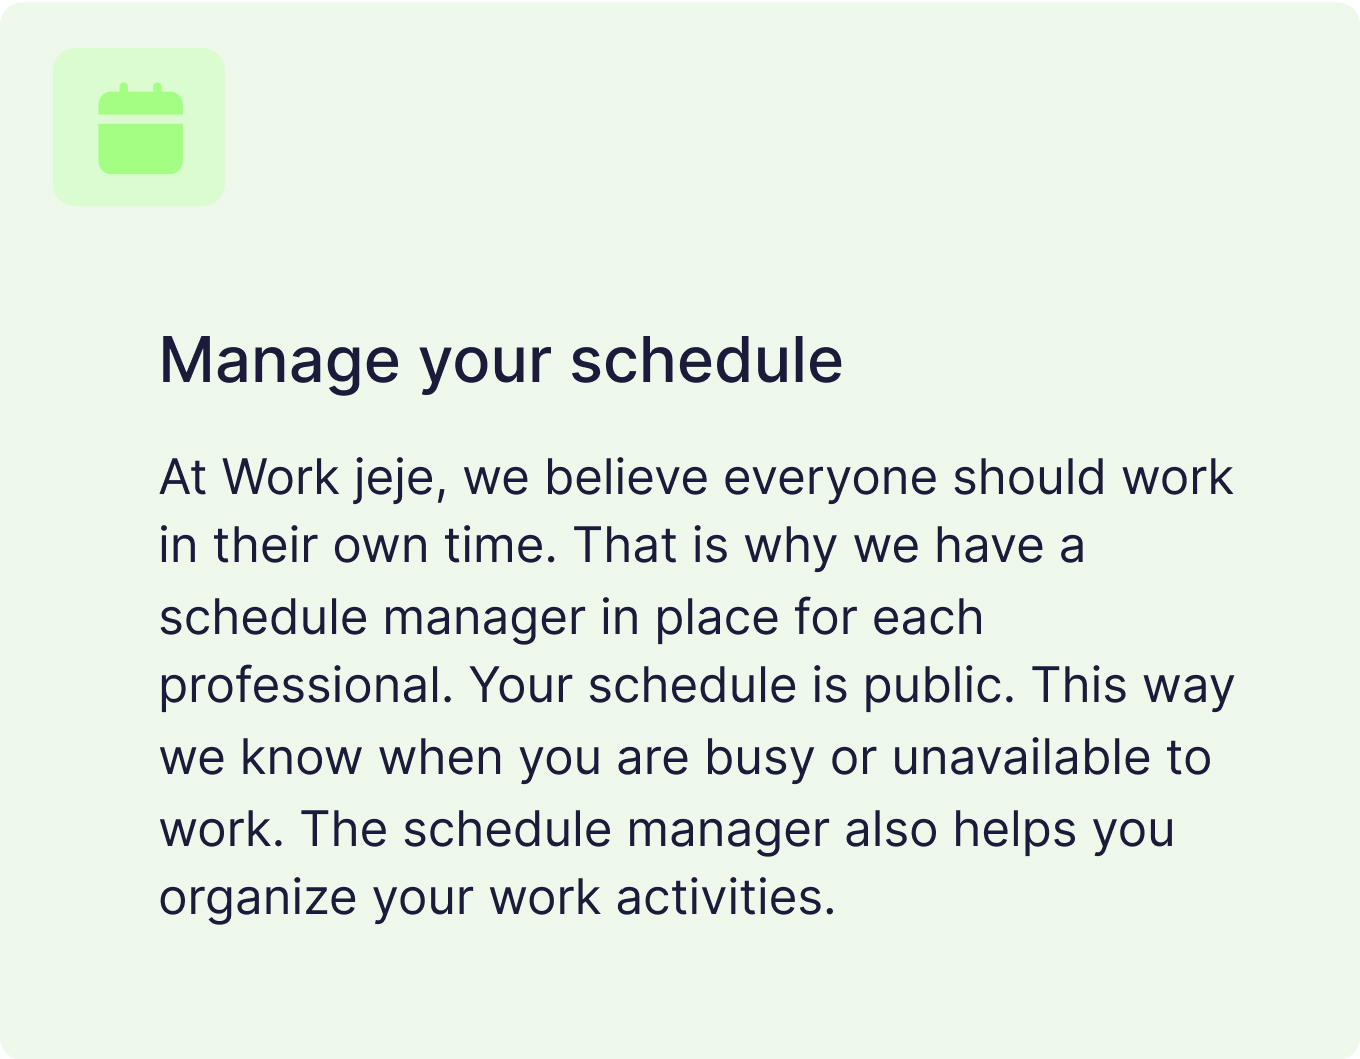 Manage your schedule
At Work jeje, we believe everyone should work
in their own time. That is why we have a
schedule manager in place for each
professional. Your schedule is public. This way
we know when you are busy or unavailable to
work. The schedule manager also helps you
organize your work activities.